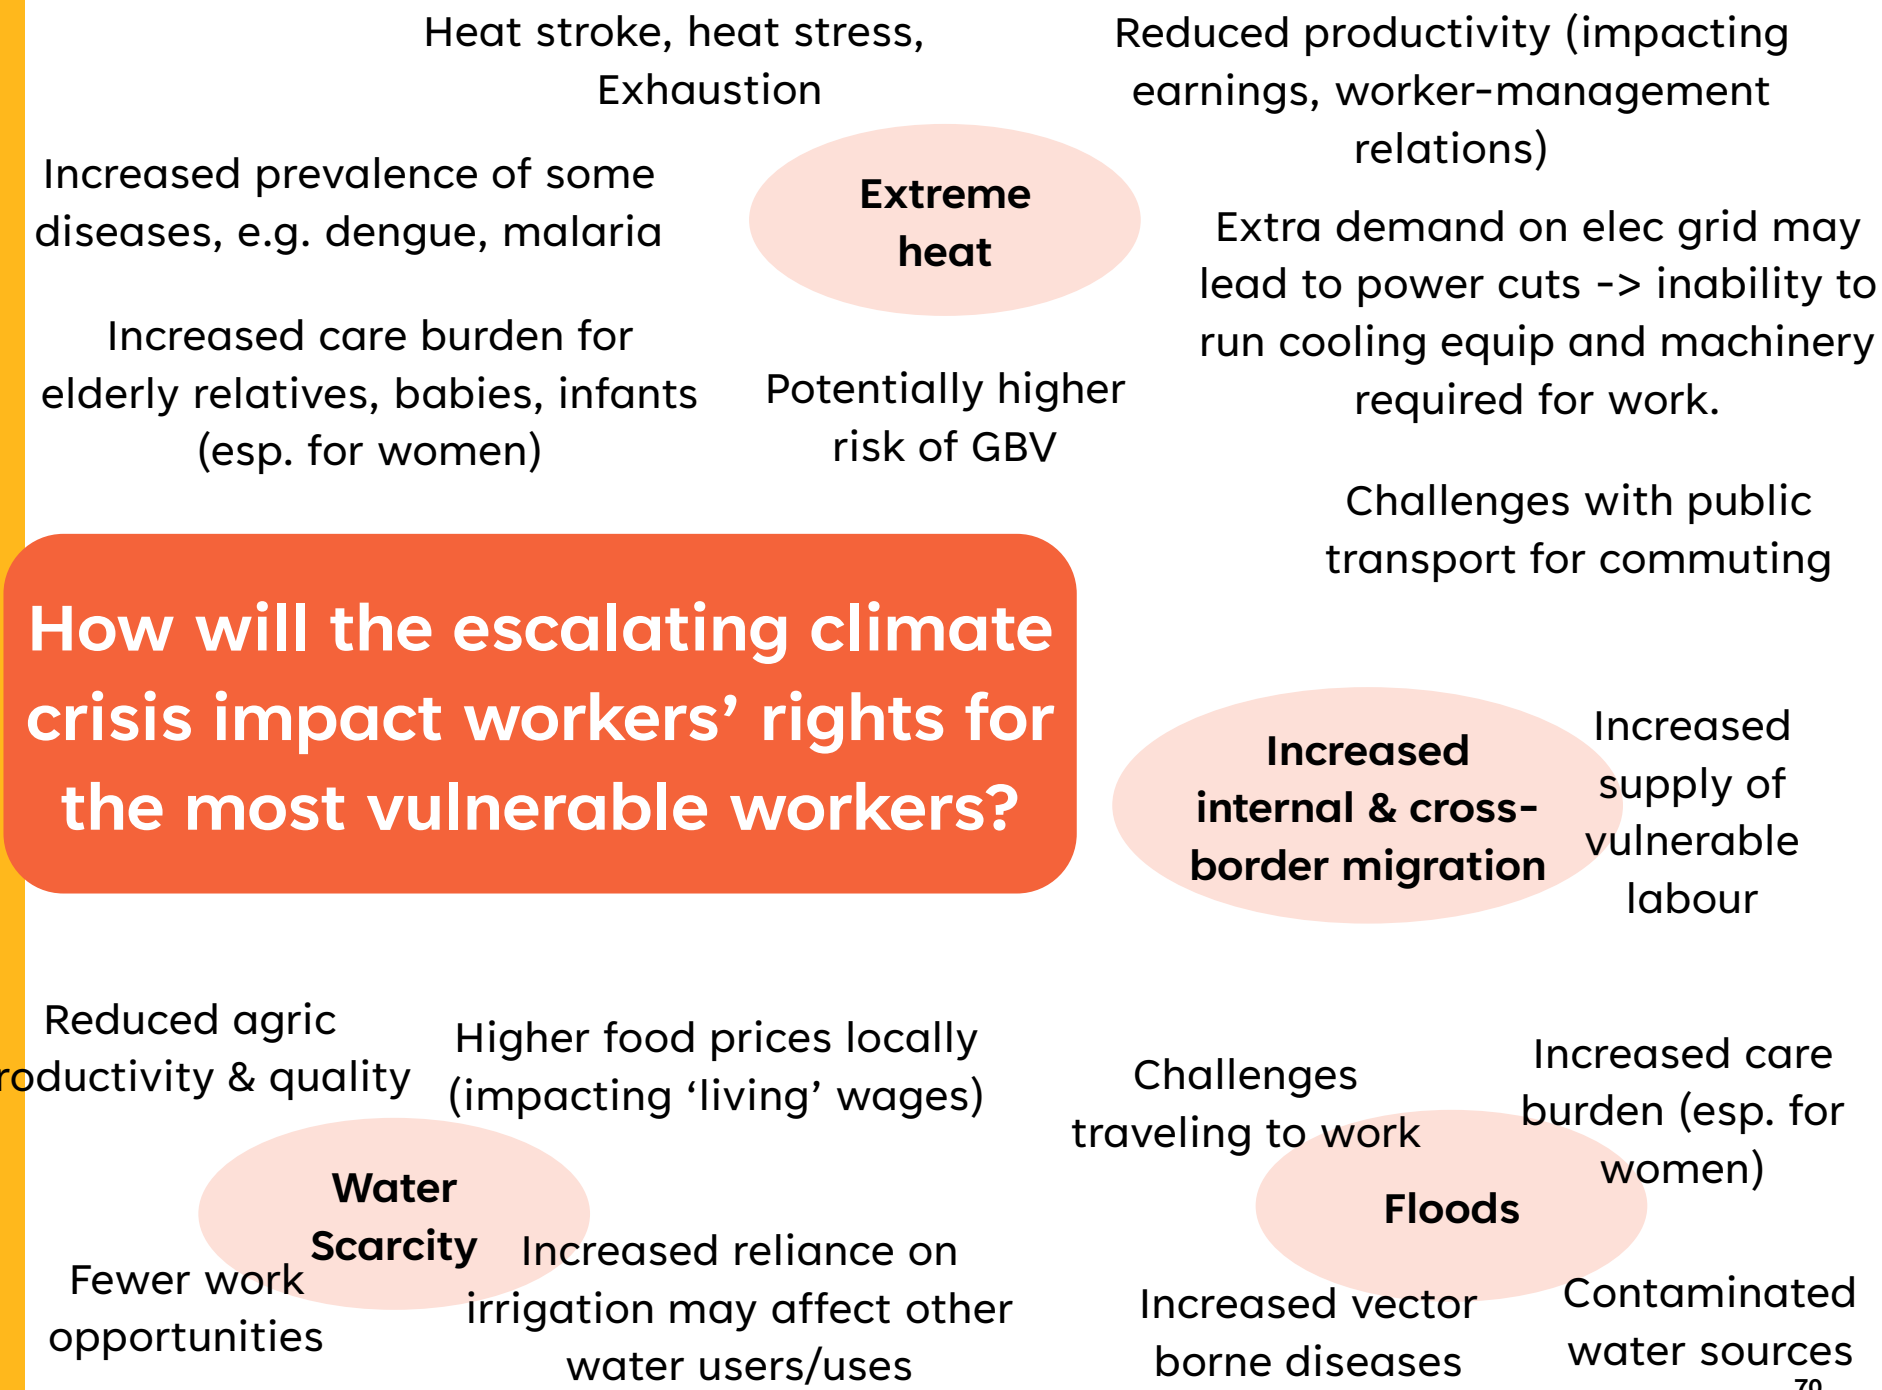 Heat stroke, heat stress,
Exhaustion
Reduced productivity (impacting
earnings, worker-management
relations)
Increased prevalence of some
diseases, e.g. dengue, malaria
Extreme
heat
Extra demand on elec grid may
lead to power cuts -> inability to
run cooling equip and machinery
required for work.
Increased care burden for
elderly relatives, babies, infants
(esp. for women)
Potentially higher
risk of GBV
Challenges with public
transport for commuting
How will the escalating climate
crisis impact workers’ rights for
the most vulnerable workers?
Increased
internal & cross-
border migration
Increased
supply of
vulnerable
labour
Reduced agric
roductivity & quality
Higher food prices locally
(impacting ‘living’ wages)
Water
Scarcity
Fewer work
opportunities
Increased reliance on
irrigation may affect other
water users/uses
Challenges
traveling to work
Increased care
burden (esp. for
women)
Floods
Increased vector
borne diseases
Contaminated
water sources
70